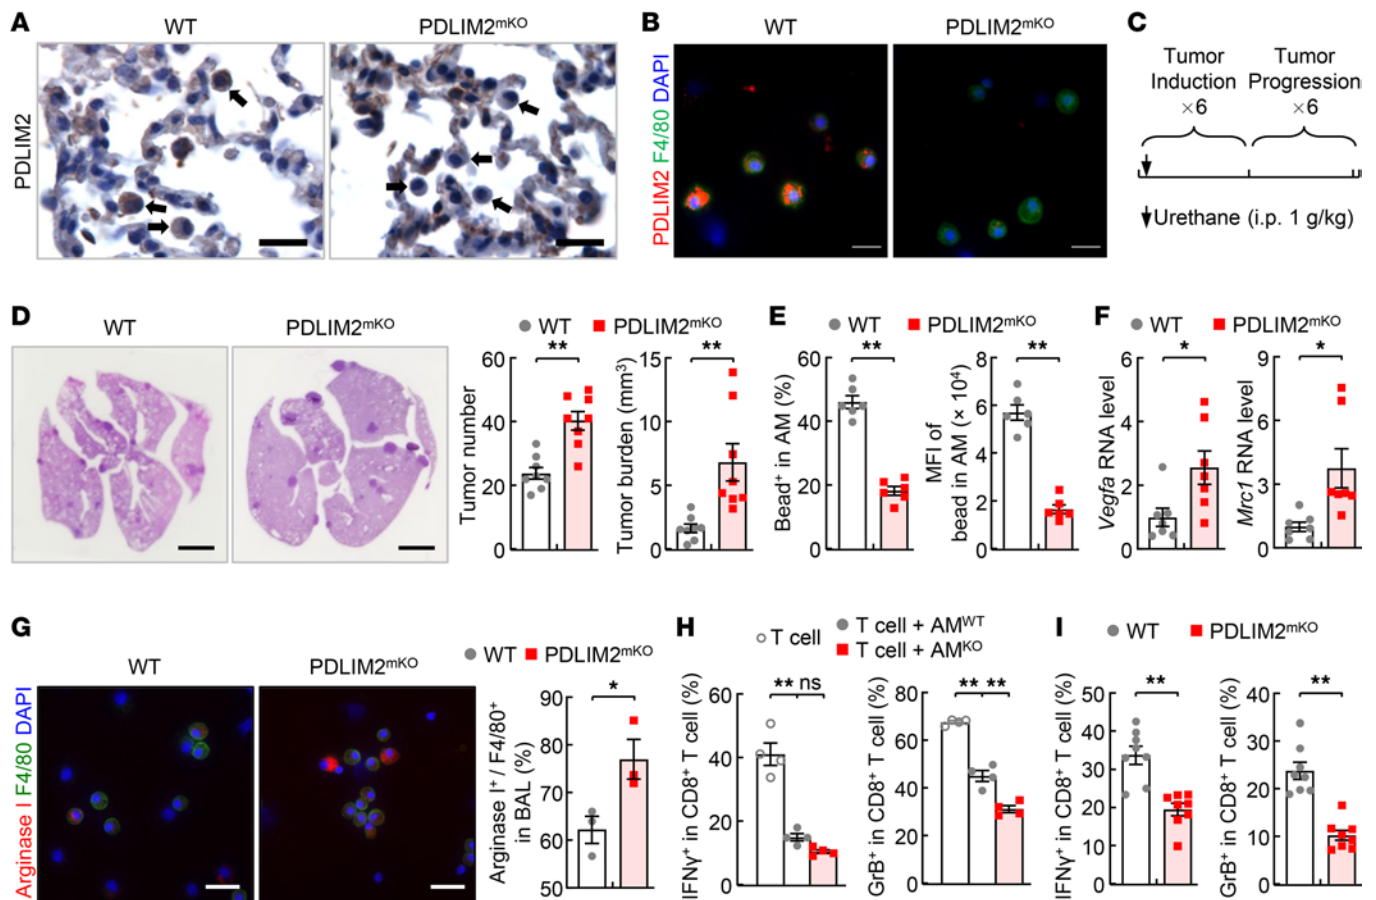 A
WT
PDLIM2mKO
PDLIM2
B
WT
PDLIM2mKO
PDLIM2 F4/80 DAPI
C
Tumor
Induction
×6
Tumor
Progression
×6
Urethane (i.p. 1 g/kg)
D
WT
PDLIM2mKO
WT PDLIM2mKO
**
60
40
20
0
Tumor number
**
15
10
5
0
Tumor burden (mm3)
E
WT PDLIM2mKO
**
60
40
20
0
Bead+ in AM (%)
**
8
6
4
2
0
MFI of
bead in AM (× 104)
F
WT PDLIM2mKO
*
6
4
2
0
Vegfa RNA level
*
9
6
3
0
Mrc1 RNA level
G
WT
PDLIM2mKO
Arginase I F4/80 DAPI
WT PDLIM2mKO
*
90
80
70
60
50
Arginase I+ / F4/80+
in BAL (%)
H
T cell
T cell + AMWT
T cell + AMKO
** ns
60
40
20
0
IFNγ+ in CD8+ T cell (%)
** **
80
60
40
20
0
GrB+ in CD8+ T cell (%)
I
WT PDLIM2mKO
**
50
40
30
20
10
0
IFNγ+ in CD8+ T cell (%)
**
40
30
20
10
0
GrB+ in CD8+ T cell (%)